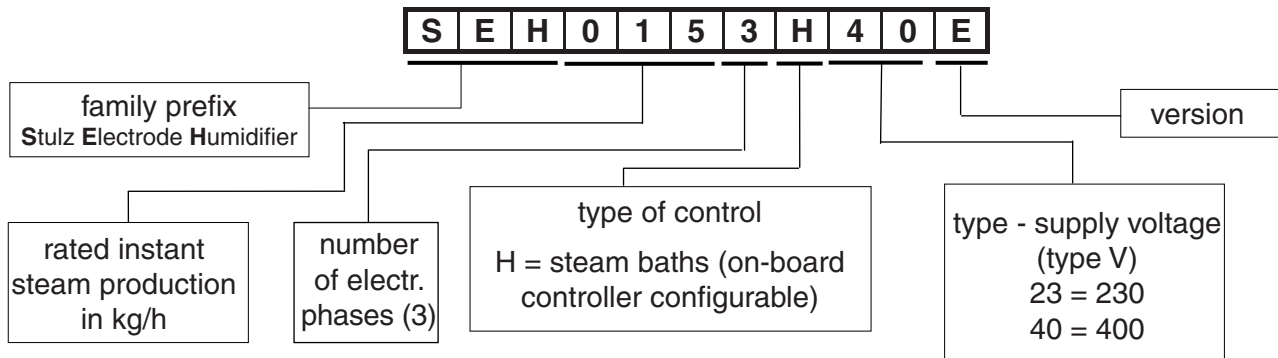 S E H 0 1 5 3 H 4 0 E
family prefix
Stulz Electrode Humidifier
version
rated instant
steam production
in kg/h
number
of electr.
phases (3)
type of control
H = steam baths (on-board
controller configurable)
type - supply voltage
(type V)
23 = 230
40 = 400